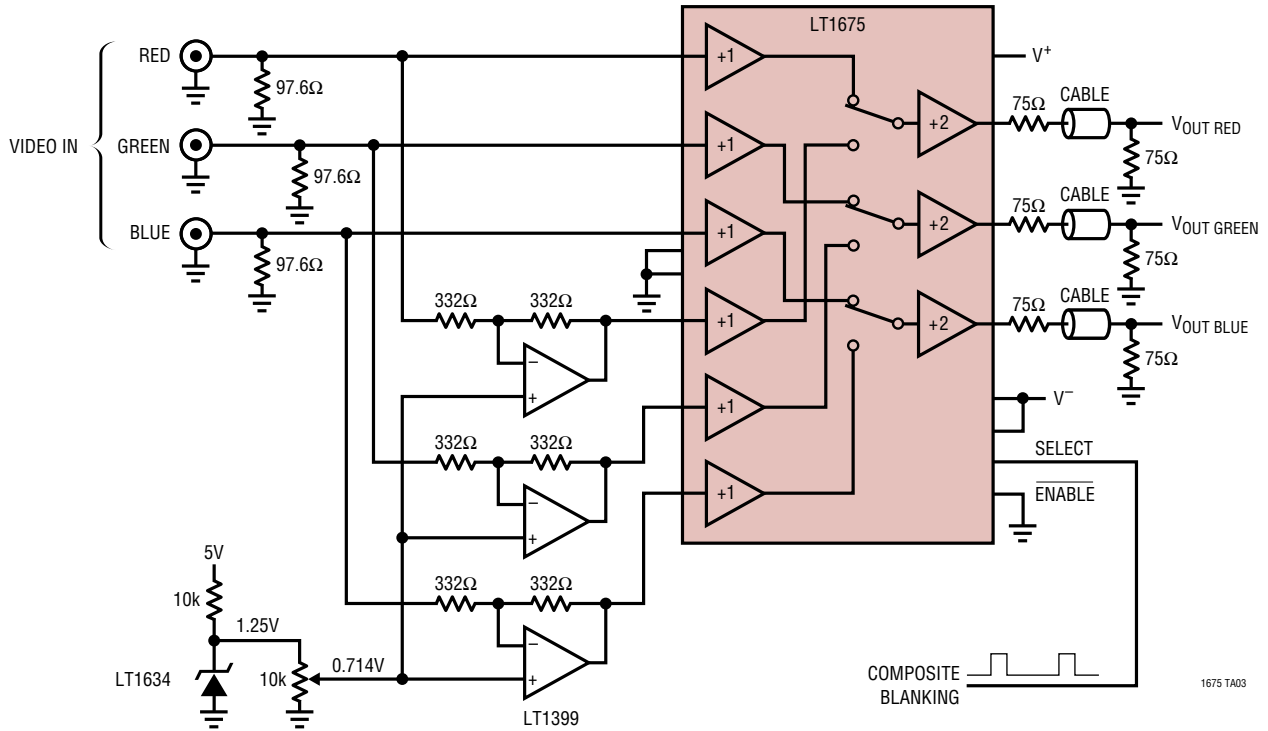 LT1675
RED
97.6Ω
+1
V+
75Ω
CABLE
+2
VOUT RED
75Ω
VIDEO IN
GREEN
97.6Ω
+1
75Ω
CABLE
+2
VOUT GREEN
75Ω
BLUE
97.6Ω
+1
75Ω
CABLE
+2
VOUT BLUE
75Ω
332Ω
332Ω
+1
−
+
V−
332Ω
332Ω
+1
−
+
SELECT
ENABLE
+1
5V
10k
1.25V
332Ω
332Ω
−
+
LT1634
10k
0.714V
LT1399
COMPOSITE
BLANKING
1675 TA03